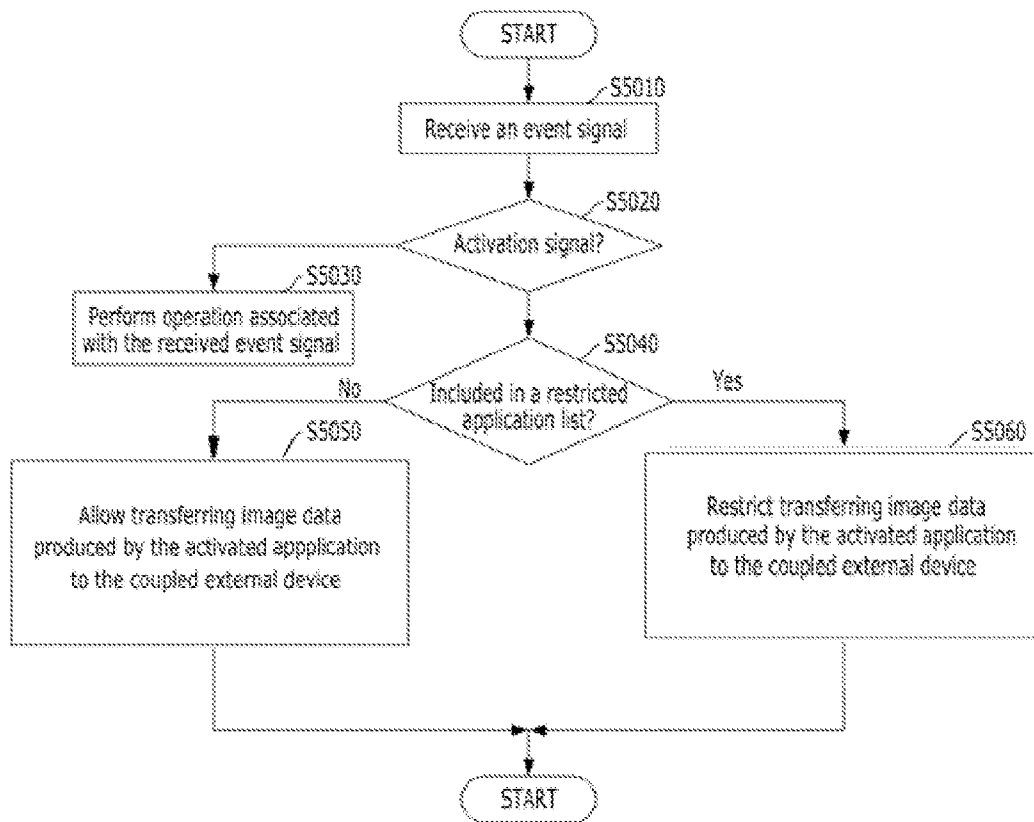 START
S5010
Receive an event signal
S5020
Activation signal?
S5030
Perform operation associated
with the received event signal
S5040
Included in a restricted
application list?
No
Yes
S5050
Allow transferring image data
produced by the activated appplication
to the coupled external device
S5060
Restrict transferring image data
produced by the activated application
to the coupled external device
START